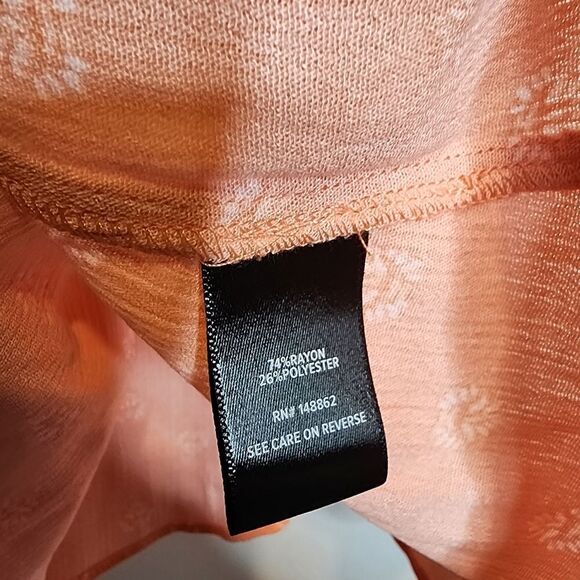 74%RAYON
26%POLYESTER
RN# 148862
SEE CARE ON REVERSE